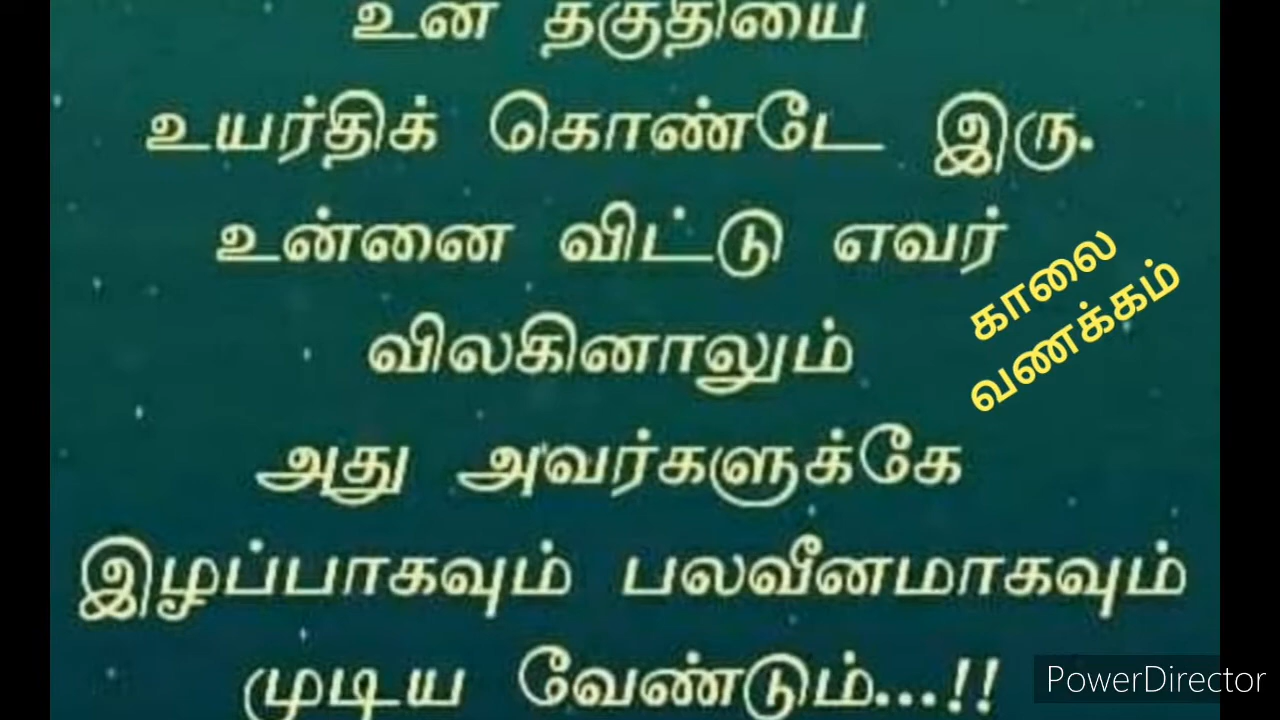 உன் தகுதியை
உயர்திக் கொண்டே இரு.
உன்னை விட்டு எவர்
விலகினாலும்
காலை
வணக்கம்
அது அவர்களுக்கே
இழப்பாகவும் பலவீனமாகவும்
முடிய வேண்டும்...!!
PowerDirector